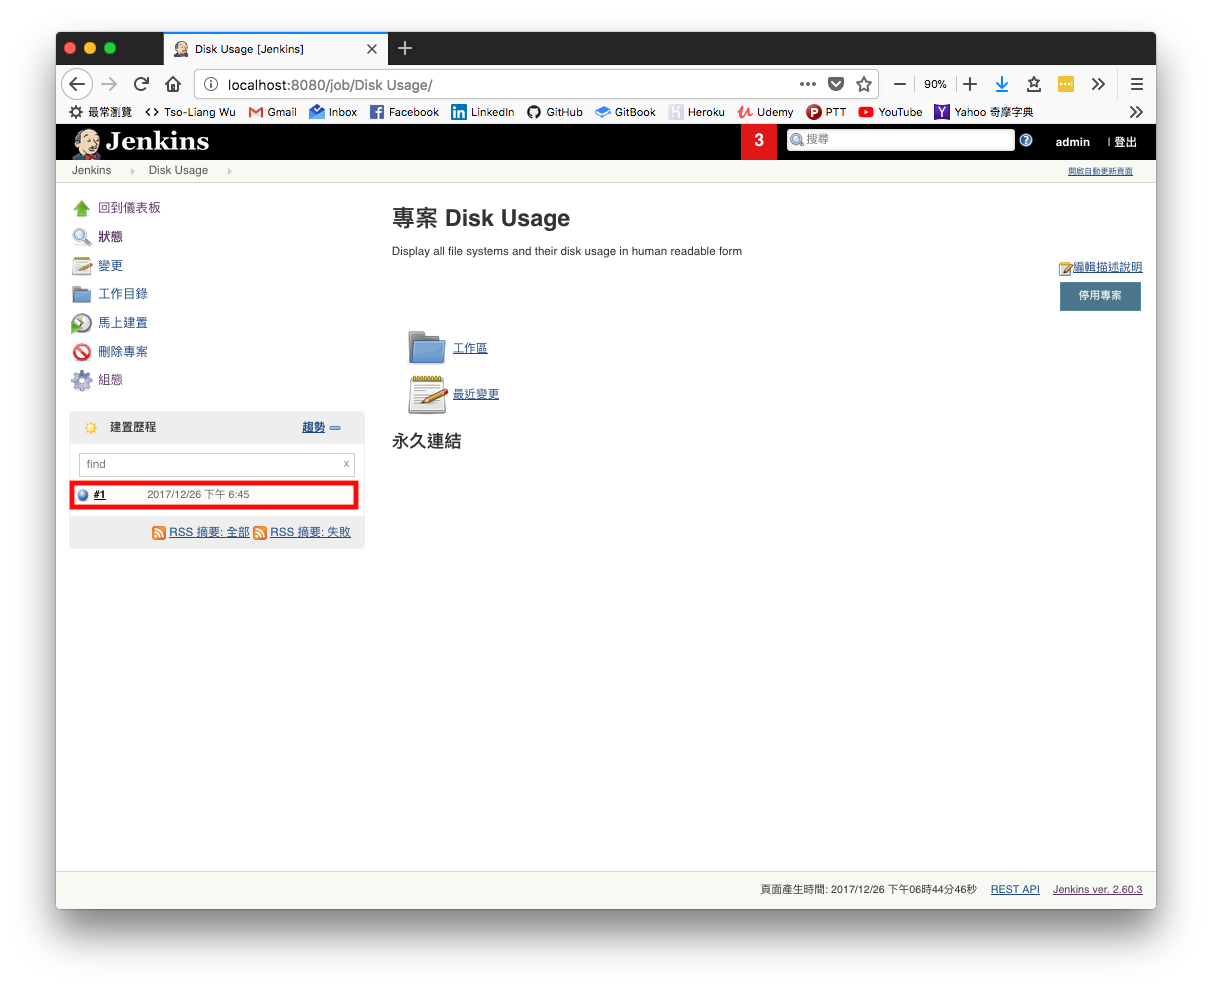 Disk Usage [Jenkins]
localhost:8080/job/Disk Usage/
90%
最常瀏覽 Tso-Liang Wu Gmail Inbox Facebook LinkedIn GitHub GitBook Heroku Udemy PTT YouTube Yahoo 奇摩字典
Jenkins 3 搜尋 admin | 登出
Jenkins Disk Usage 開啟自動更新頁面
回到儀表板
狀態
變更
工作目錄
馬上建置
刪除專案
組態
建置歷程 趨勢
find x
#1 2017/12/26 下午 6:45
RSS 摘要: 全部 RSS 摘要: 失敗
專案 Disk Usage
Display all file systems and their disk usage in human readable form
編輯描述說明
停用專案
工作區
最近變更
永久連結
頁面產生時間: 2017/12/26 下午06時44分46秒 REST API Jenkins ver. 2.60.3